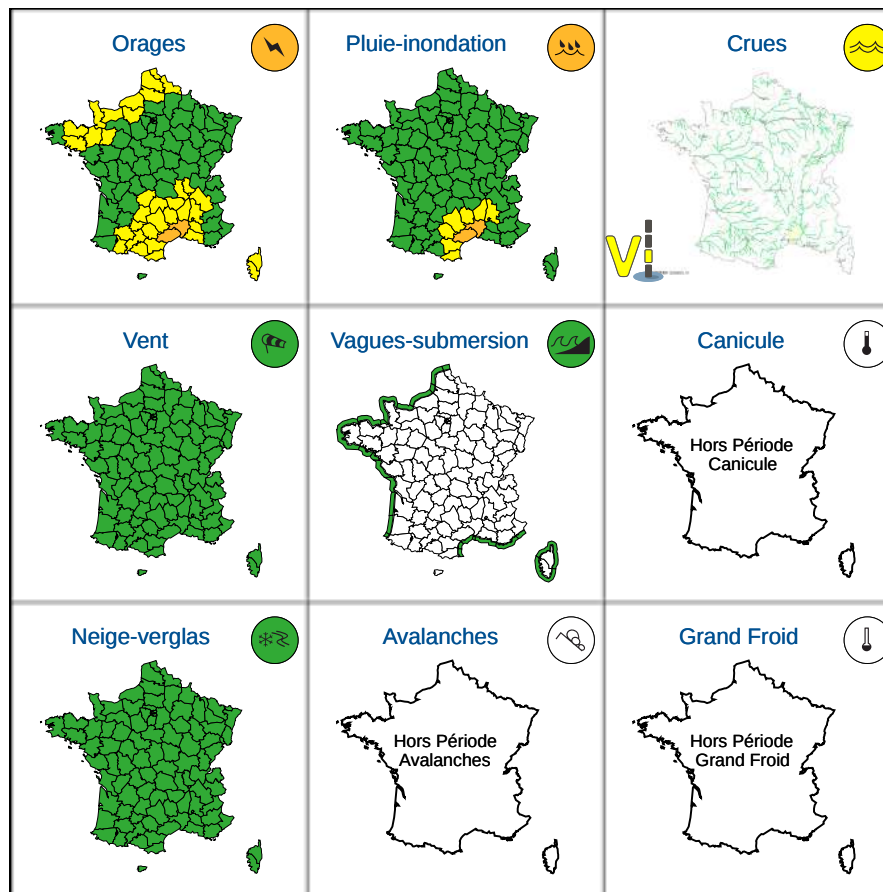 Orages
Pluie-inondation
Crues
Vi
Vent
Vagues-submersion
Canicule
Hors Période
Canicule
Neige-verglas
Avalanches
Grand Froid
Hors Période
Avalanches
Hors Période
Grand Froid